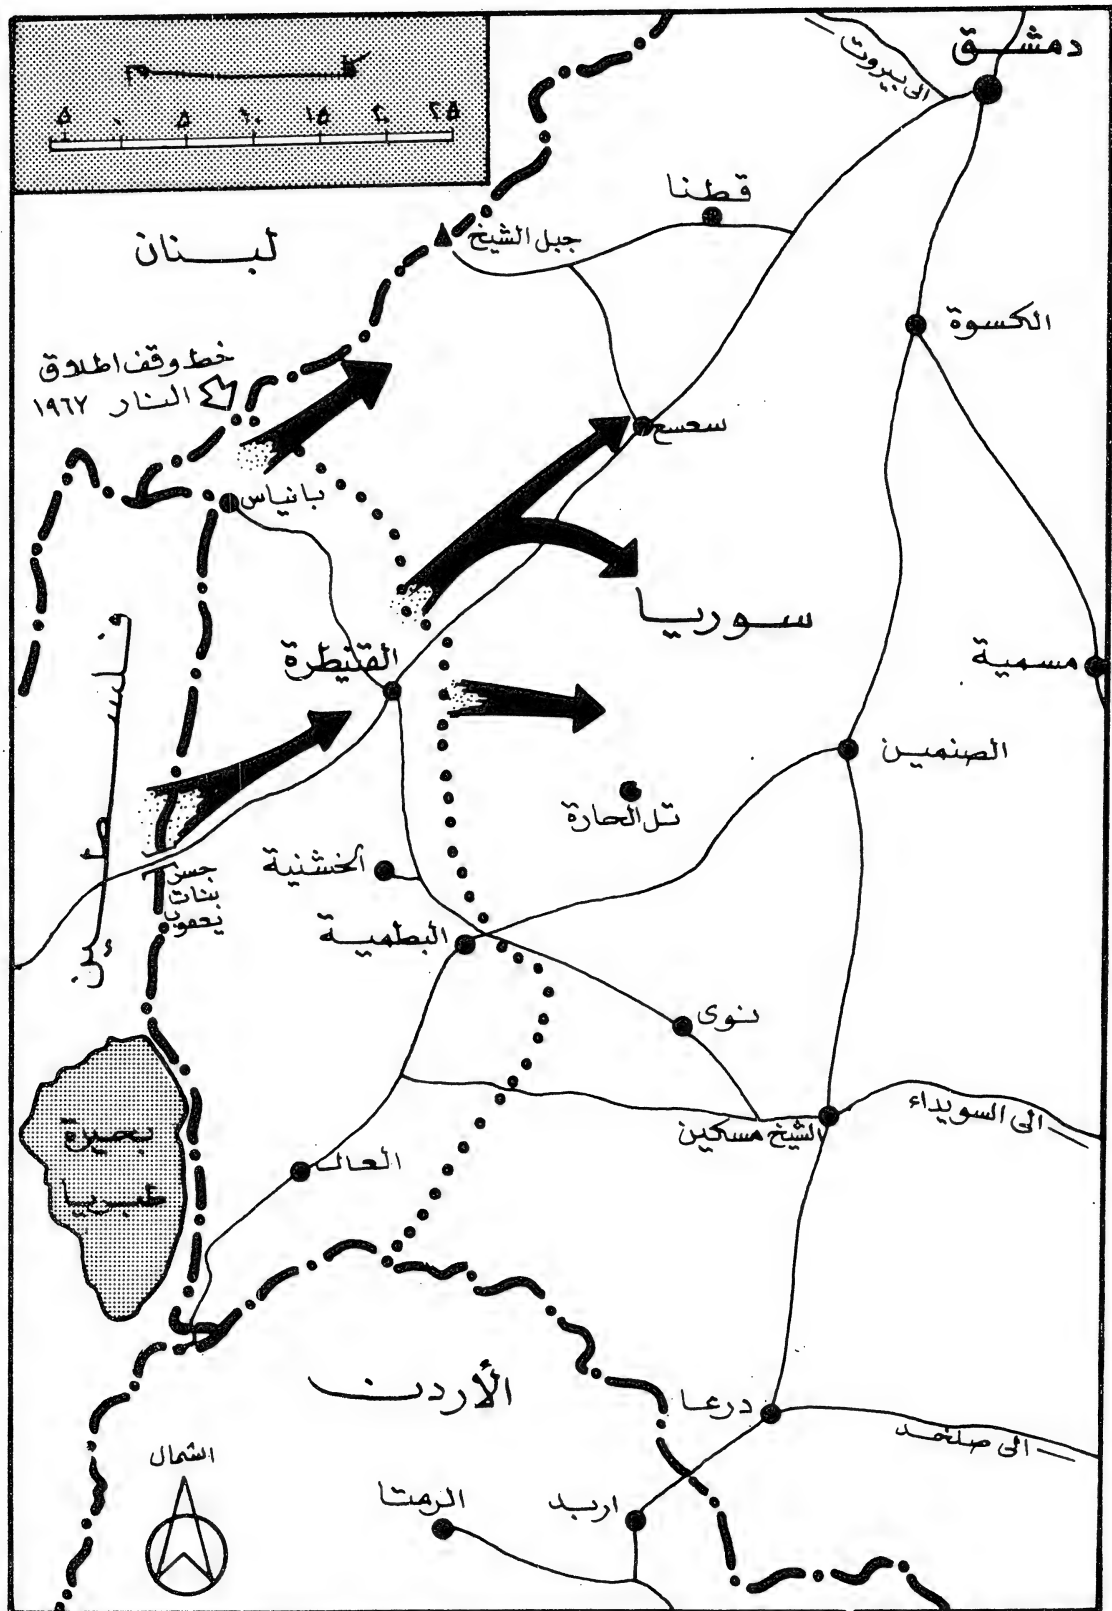 ٥ ٠ ٥ ١٠ ١٥ ٢٠ ٢٥
دمشق
الى بيروت
قطنا
جبل الشيخ
لبنان
الكسوة
خط وقف اطلاق
النار ١٩٦٧
سعسع
بانياس
سوريا
القنيطرة
مسمية
فلسطين
الصنمين
تل الحارة
الخشنية
جسر
بنات
يعقوب
البطمية
نوى
الى السويداء
الشيخ مسكين
بحيرة
طبريا
العال
الأردن
درعا
الى صلخد
الشمال
الرمتا
اربد